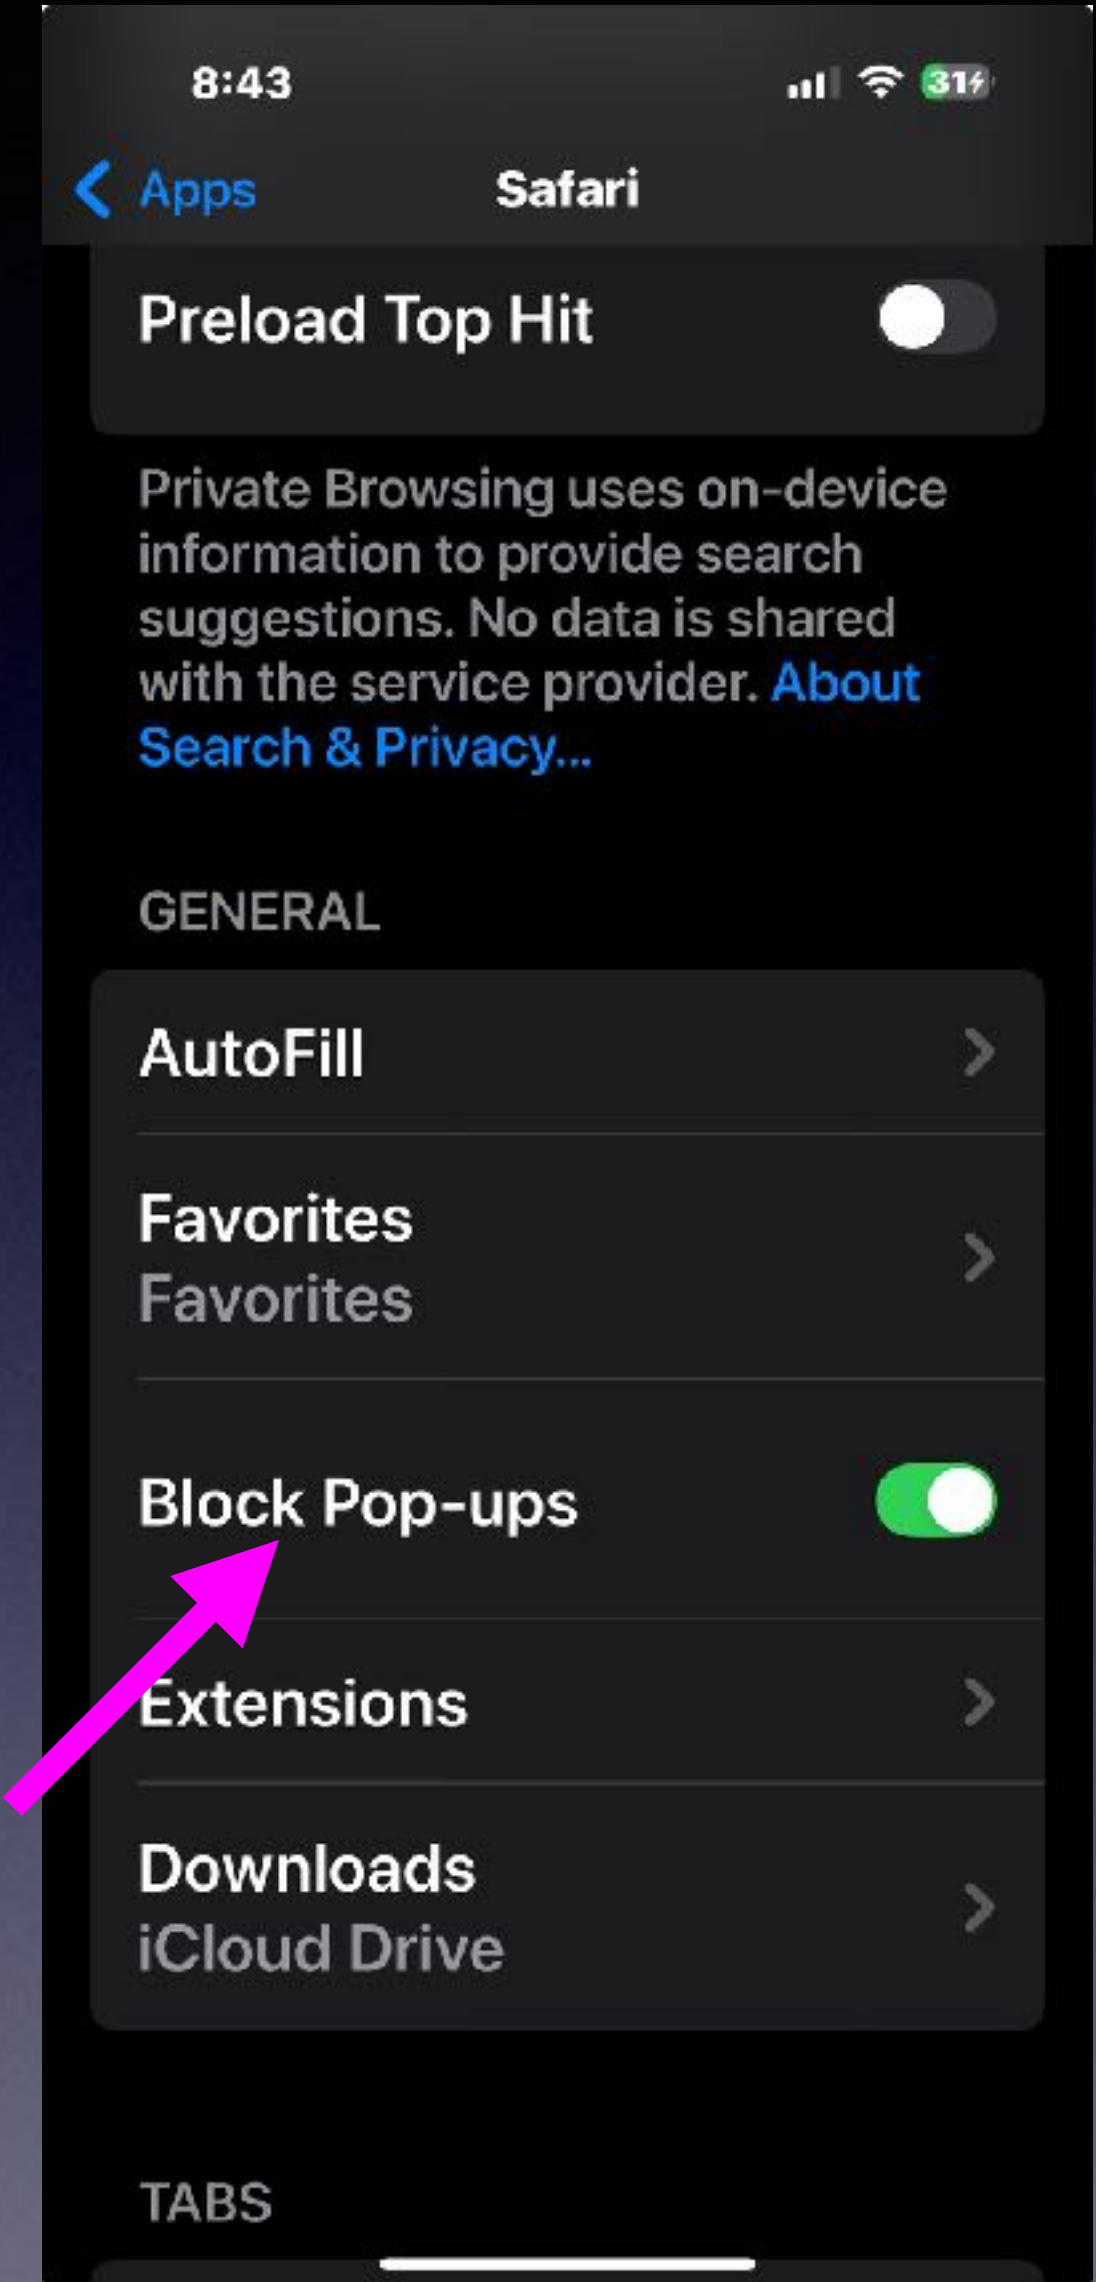 8:43
31
Apps
Safari
Preload Top Hit
Private Browsing uses on-device
information to provide search
suggestions. No data is shared
with the service provider. About
Search & Privacy...
GENERAL
AutoFill
Favorites
Favorites
Block Pop-ups
Extensions
Downloads
iCloud Drive
TABS